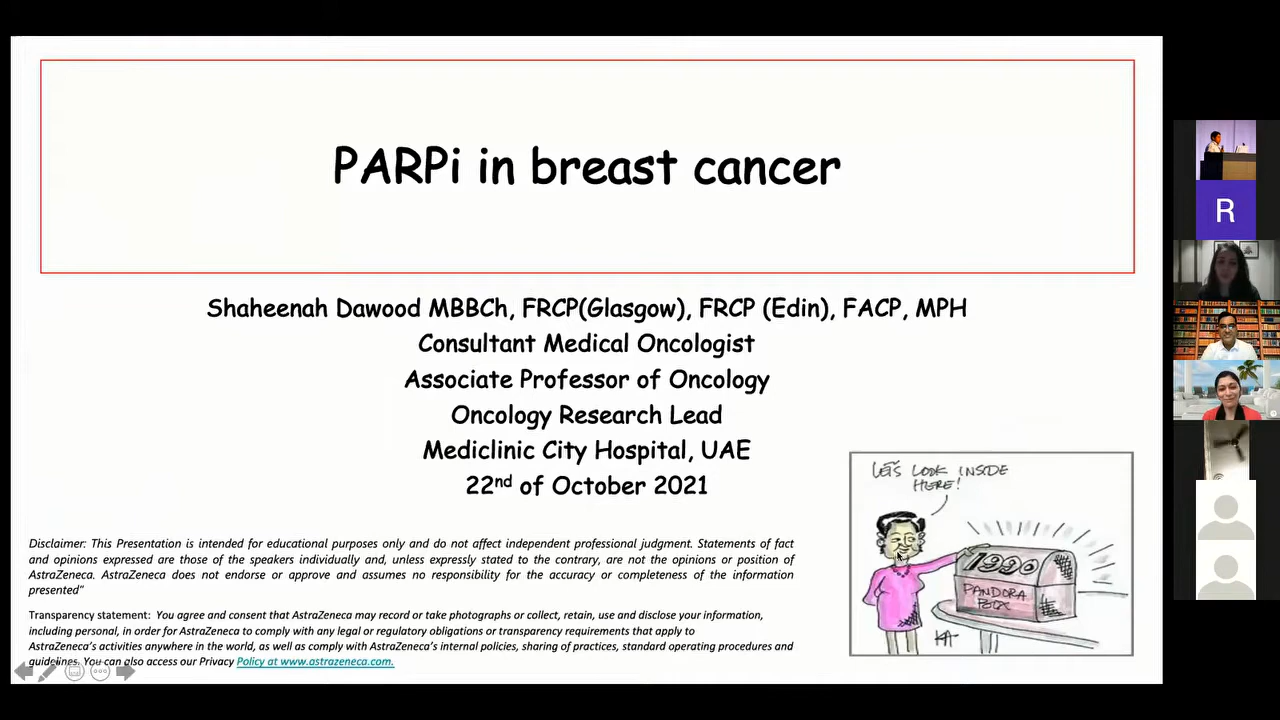 PARPi in breast cancer
Shaheenah Dawood MBBCh, FRCP(Glasgow), FRCP (Edin), FACP, MPH
Consultant Medical Oncologist
Associate Professor of Oncology
Oncology Research Lead
Mediclinic City Hospital, UAE
22nd of October 2021
Disclaimer: This Presentation is intended for educational purposes only and do not affect independent professional judgment. Statements of fact
and opinions expressed are those of the speakers individually and, unless expressly stated to the contrary, are not the opinions or position of
AstraZeneca. AstraZeneca does not endorse or approve and assumes no responsibility for the accuracy or completeness of the information
presented”
Transparency statement: You agree and consent that AstraZeneca may record or take photographs or collect, retain, use and disclose your information,
including personal, in order for AstraZeneca to comply with any legal or regulatory obligations or transparency requirements that apply to
AstraZeneca’s activities anywhere in the world, as well as comply with AstraZeneca’s internal policies, sharing of practices, standard operating procedures and
guidelines. You can also access our Privacy Policy at www.astrazeneca.com.
LET'S LOOK INSIDE
HERE!
1990
PANDORA
BOX
R